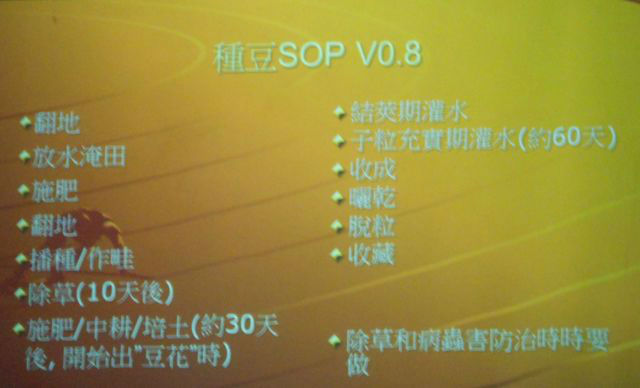 種豆SOP V0.8
翻地
放水淹田
施肥
翻地
播種/作畦
除草(10天後)
施肥/中耕/培土(約30天
後, 開始出"豆花"時)
結莢期灌水
子粒充實期灌水(約60天)
收成
曬乾
脫粒
收藏
除草和病蟲害防治時時要
做